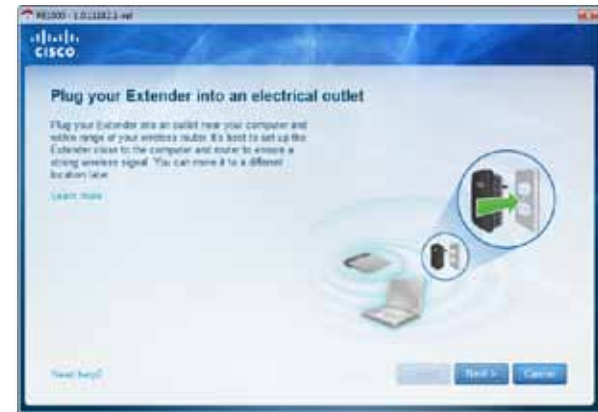 CISCO
Plug your Extender into an electrical outlet
Plug your Extender into an outlet near your computer and
within range of your wireless router. It's best to set up the
Extender close to the computer and router to ensure a
strong wireless signal. You can move it to a different
location later.
Learn more
Need help?
Next >
Cancel